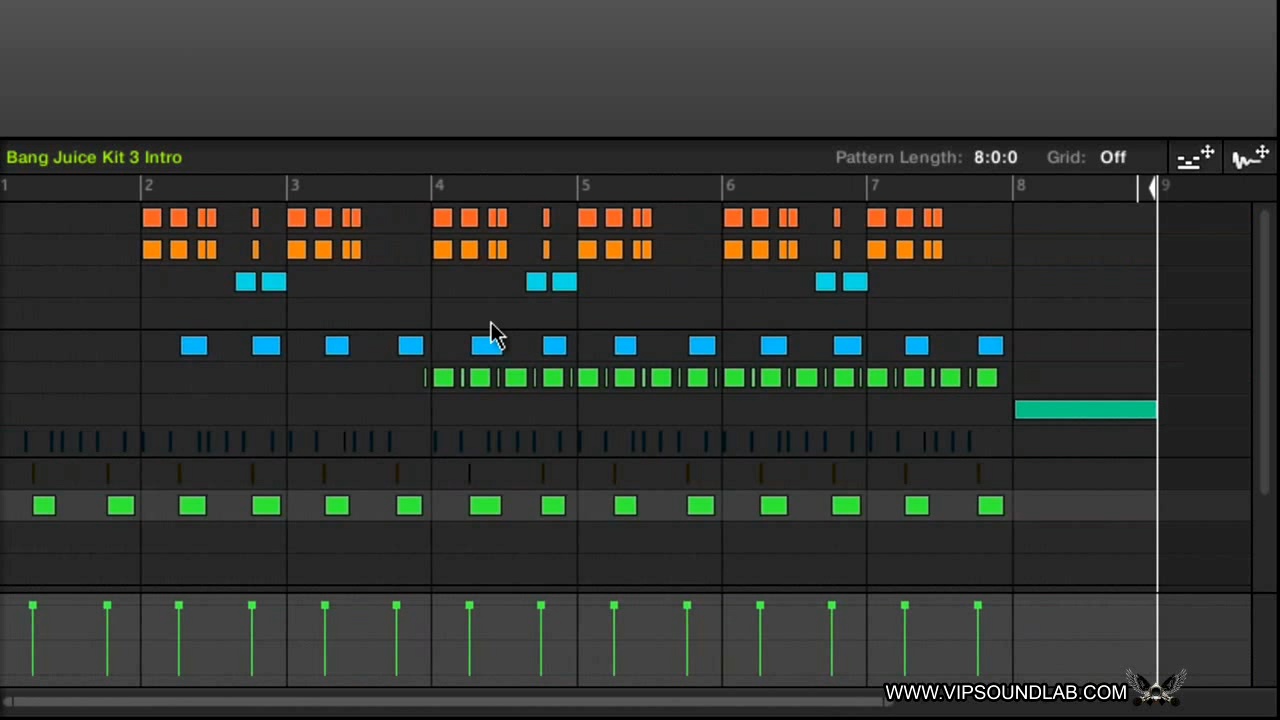 Bang Juice Kit 3 Intro
Pattern Length: 8:0:0 Grid: Off
1 2 3 4 5 6 7 8 9
WWW.VIPSOUNDLAB.COM